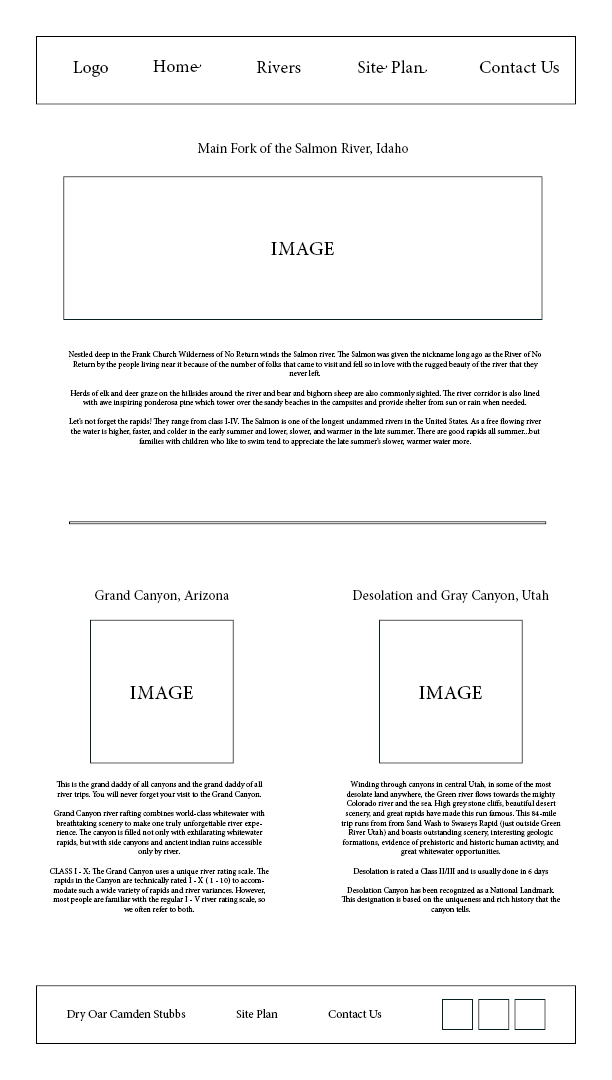 Logo Home Rivers Site Plan Contact Us
Main Fork of the Salmon River, Idaho
IMAGE
Nestled deep in the Frank Church Wilderness of No Return winds the Salmon river. The Salmon was given the nickname long ago as the River of No
Return by the people living near it because of the number of folks that came to visit and fell so in love with the rugged beauty of the river that they
never left.
Herds of elk and deer graze on the hillsides around the river and bear and bighorn sheep are also commonly sighted. The river corridor is also lined
with awe inspiring ponderosa pine which tower over the sandy beaches in the campsites and provide shelter from sun or rain when needed.
Let's not forget the rapids! They range from class I-IV. The Salmon is one of the longest undammed rivers in the United States. As a free flowing river
the water is higher, faster, and colder in the early summer and lower, slower, and warmer in the late summer. There are good rapids all summer...but
families with children who like to swim tend to appreciate the late summer's slower, warmer water more.
Grand Canyon, Arizona
IMAGE
This is the grand daddy of all canyons and the grand daddy of all
river trips. You will never forget your visit to the Grand Canyon.
Grand Canyon river rafting combines world-class whitewater with
breathtaking scenery to make one truly unforgettable river expe-
rience. The canyon is filled not only with exhilarating whitewater
rapids, but with side canyons and ancient indian ruins accessible
only by river.
CLASS I - X: The Grand Canyon uses a unique river rating scale. The
rapids in the Canyon are technically rated I - X ( 1 - 10) to accom-
modate such a wide variety of rapids and river variances. However,
most people are familiar with the regular I - V river rating scale, so
we often refer to both.
Desolation and Gray Canyon, Utah
IMAGE
Winding through canyons in central Utah, in some of the most
desolate land anywhere, the Green river flows towards the mighty
Colorado river and the sea. High grey stone cliffs, beautiful desert
scenery, and great rapids have made this run famous. This 84-mile
trip runs from from Sand Wash to Swaseys Rapid (just outside Green
River Utah) and boasts outstanding scenery, interesting geologic
formations, evidence of prehistoric and historic human activity, and
great whitewater opportunities.
Desolation is rated a Class II/III and is usually done in 6 days
Desolation Canyon has been recognized as a National Landmark.
This designation is based on the uniqueness and rich history that the
canyon tells.
Dry Oar Camden Stubbs Site Plan Contact Us